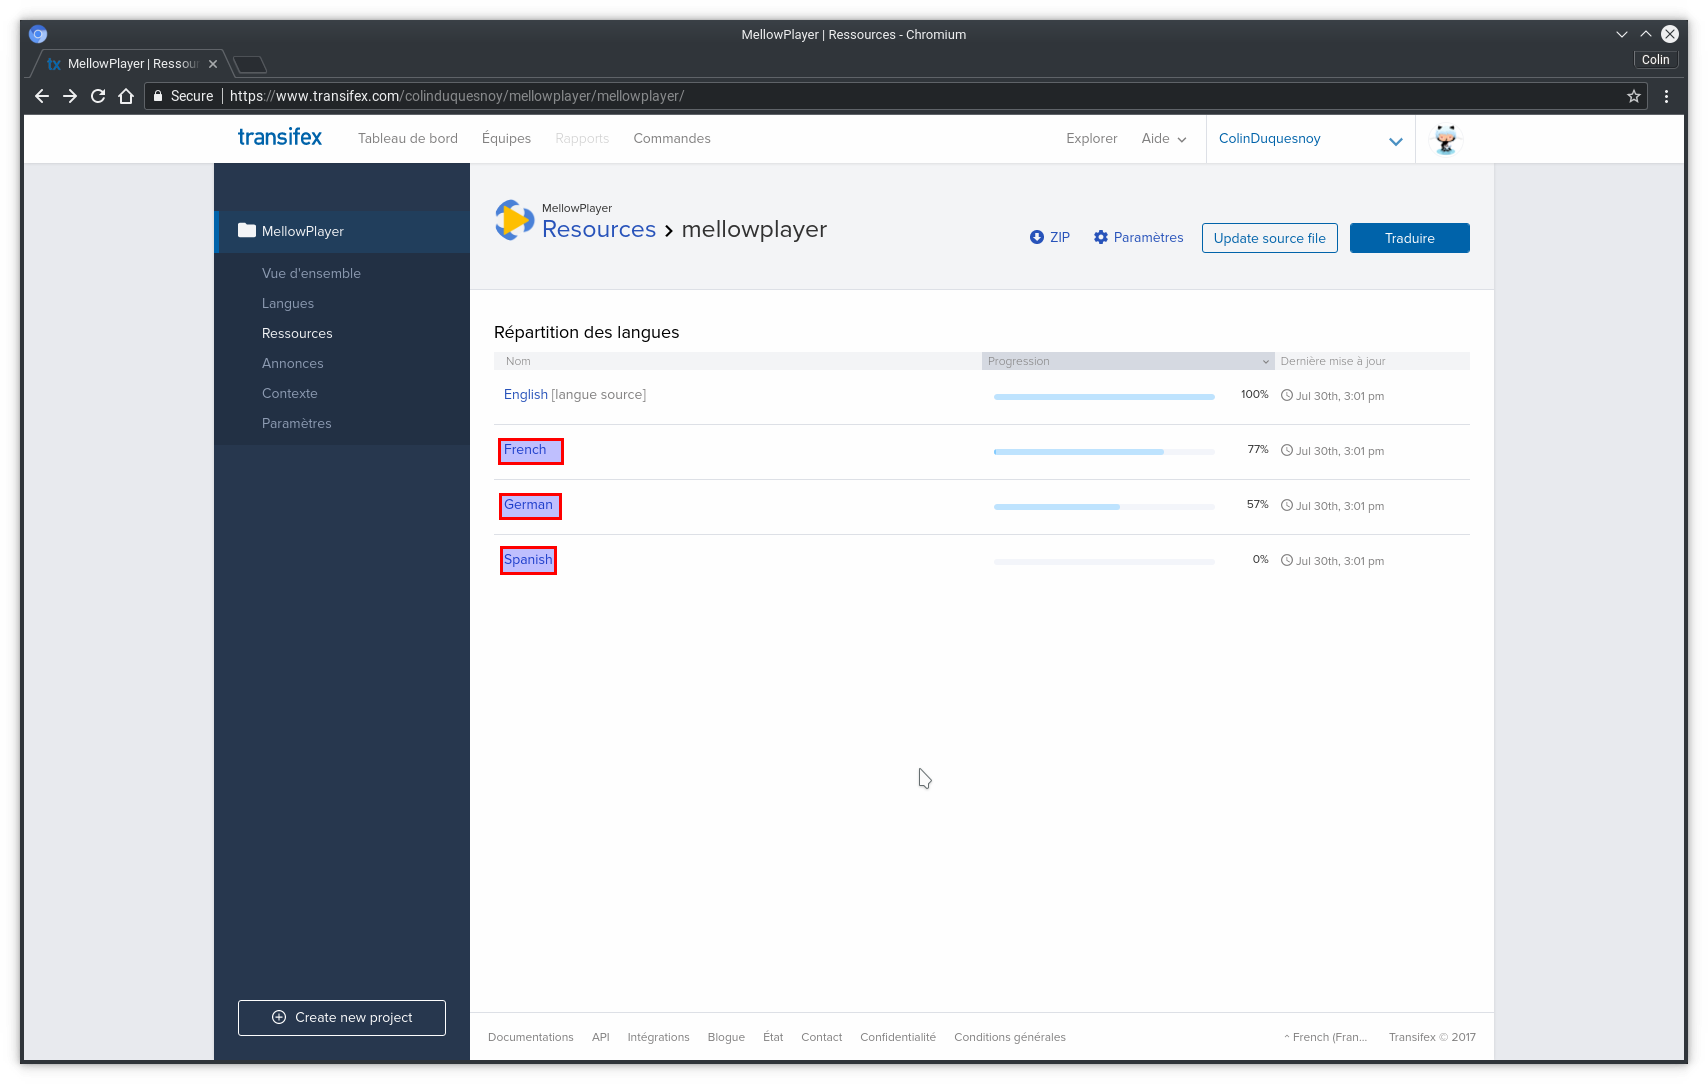 MellowPlayer | Ressources - Chromium
tx MellowPlayer | Ressour
Colin
Secure | https://www.transifex.com/colinduquesnoy/mellowplayer/mellowplayer/
transifex Tableau de bord Équipes Rapports Commandes Explorer Aide ColinDuquesnoy
MellowPlayer
Vue d'ensemble
Langues
Ressources
Annonces
Contexte
Paramètres
Create new project
MellowPlayer
Resources > mellowplayer
ZIP Paramètres Update source file Traduire
Répartition des langues
Nom Progression Dernière mise à jour
English [langue source] 100% Jul 30th, 3:01 pm
French 77% Jul 30th, 3:01 pm
German 57% Jul 30th, 3:01 pm
Spanish 0% Jul 30th, 3:01 pm
Documentations API Intégrations Blogue État Contact Confidentialité Conditions générales ^ French (Fran... Transifex © 2017